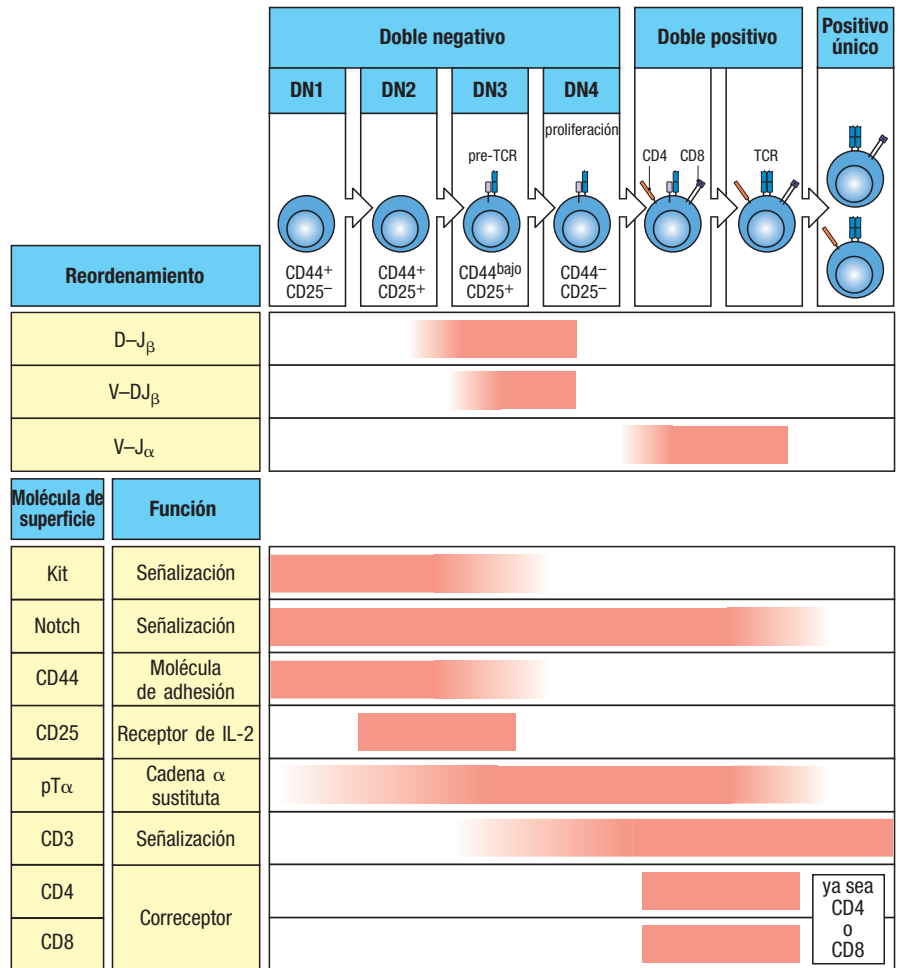 Doble negativo
Doble positivo
Positivo
único
DN1
DN2
DN3
DN4
proliferación
pre-TCR
CD4
CD8
TCR
CD44+
CD25–
CD44+
CD25+
CD44bajo
CD25+
CD44–
CD25–
Reordenamiento
D–Jβ
V–DJβ
V–Jα
Molécula de
superficie
Función
Kit
Señalización
Notch
Señalización
CD44
Molécula
de adhesión
CD25
Receptor de IL-2
pTα
Cadena α
sustituta
CD3
Señalización
CD4
Correceptor
CD8
ya sea
CD4
o
CD8